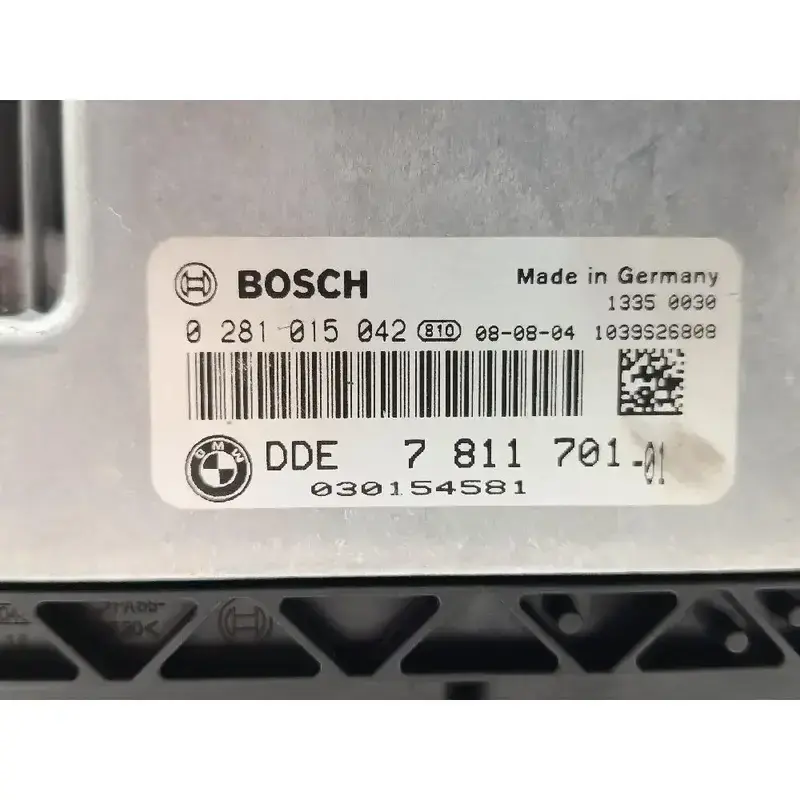 BOSCH
Made in Germany
1335 0030
0 281 015 042 810 08-08-04 1039S26808
BMW
DDE 7 811 701-01
030154581